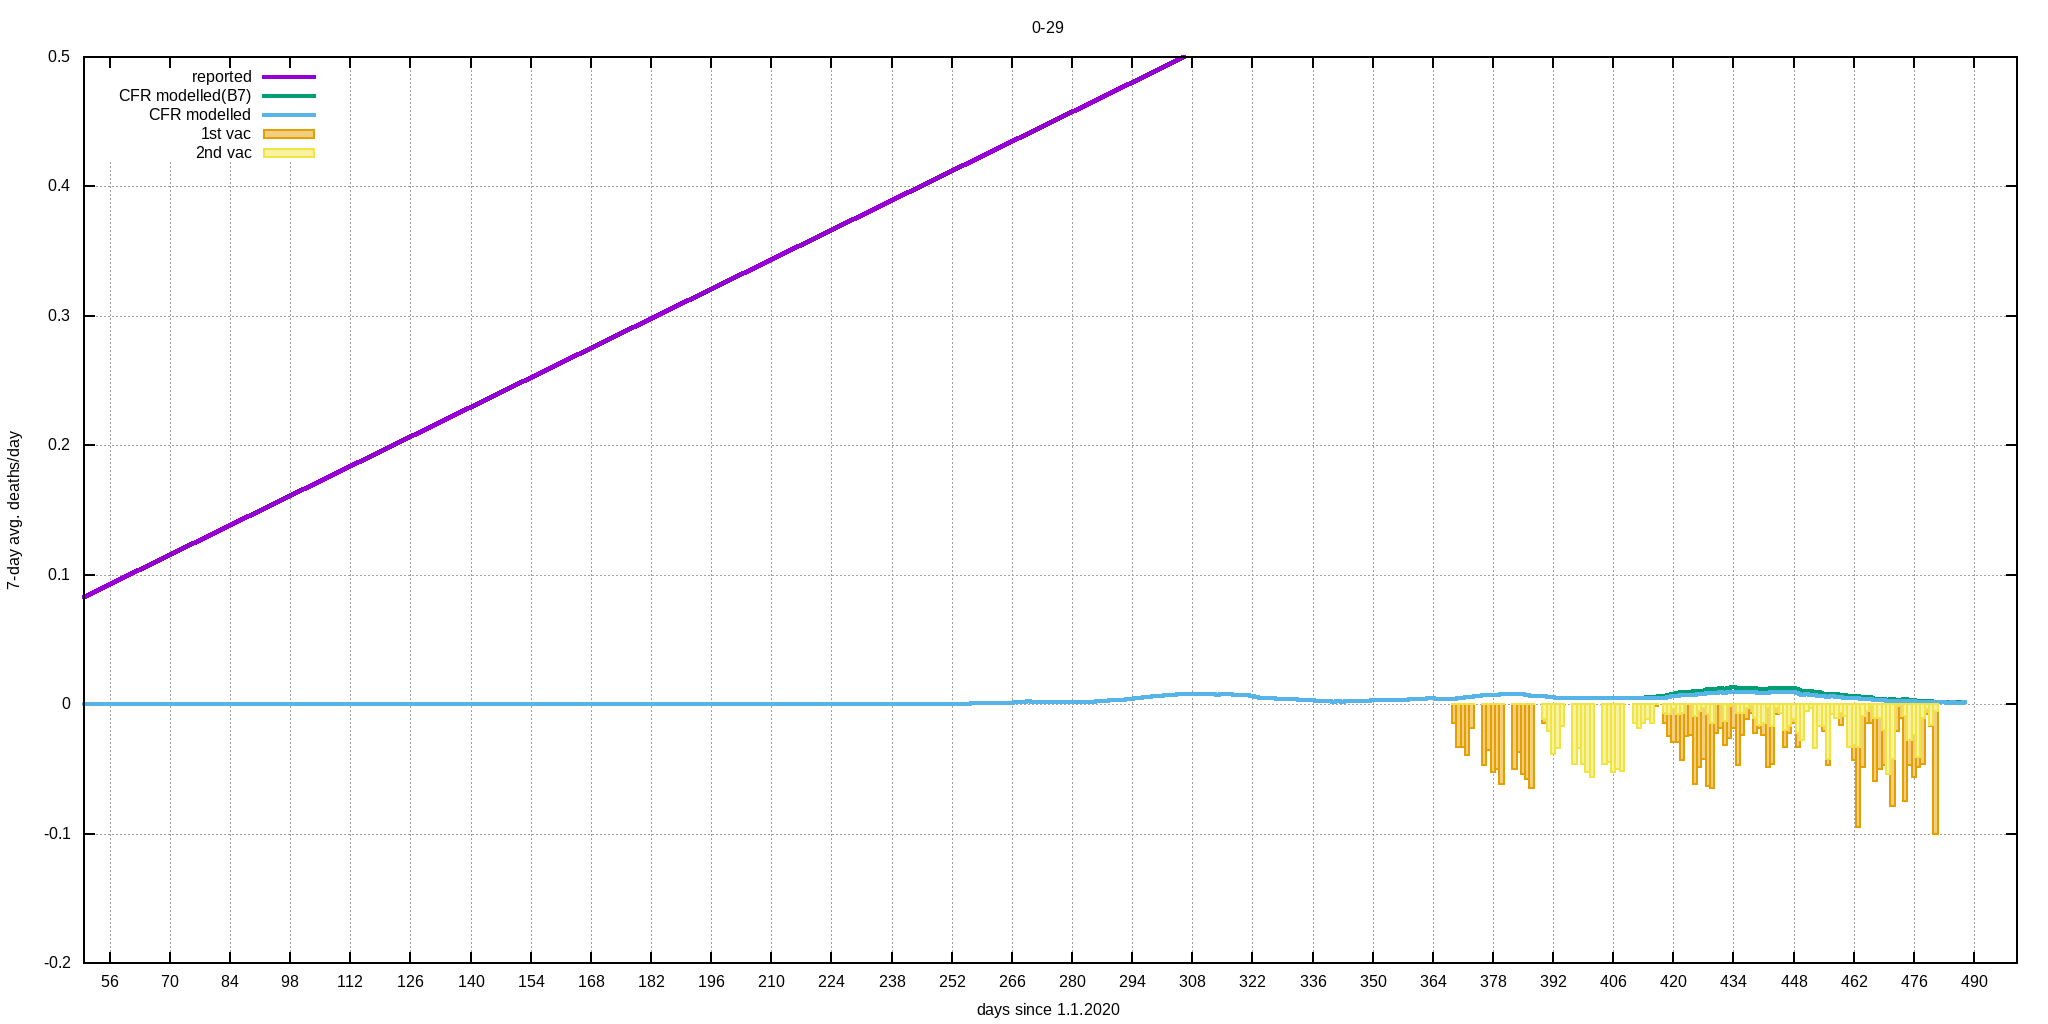 0-29
0.5
0.4
0.3
0.2
0.1
0
-0.1
-0.2
7-day avg. deaths/day
reported
CFR modelled(B7)
CFR modelled
1st vac
2nd vac
56 70 84 98 112 126 140 154 168 182 196 210 224 238 252 266 280 294 308 322 336 350 364 378 392 406 420 434 448 462 476 490
days since 1.1.2020